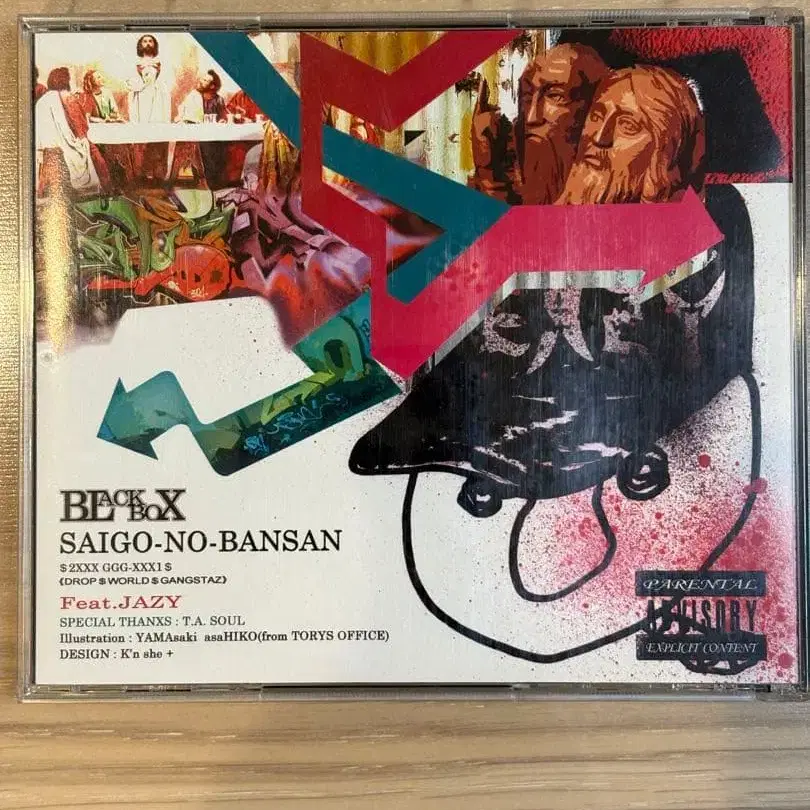 BLACK BOX
SAIGO-NO-BANSAN
$ 2XXX GGG-XXX1 $
(DROP $ WORLD $ GANGSTAZ)
Feat.JAZY
SPECIAL THANXS : T.A. SOUL
Illustration : YAMAsaki asaHIKO(from TORYS OFFICE)
DESIGN : K'n she +
PARENTAL
ADVISORY
EXPLICIT CONTENT